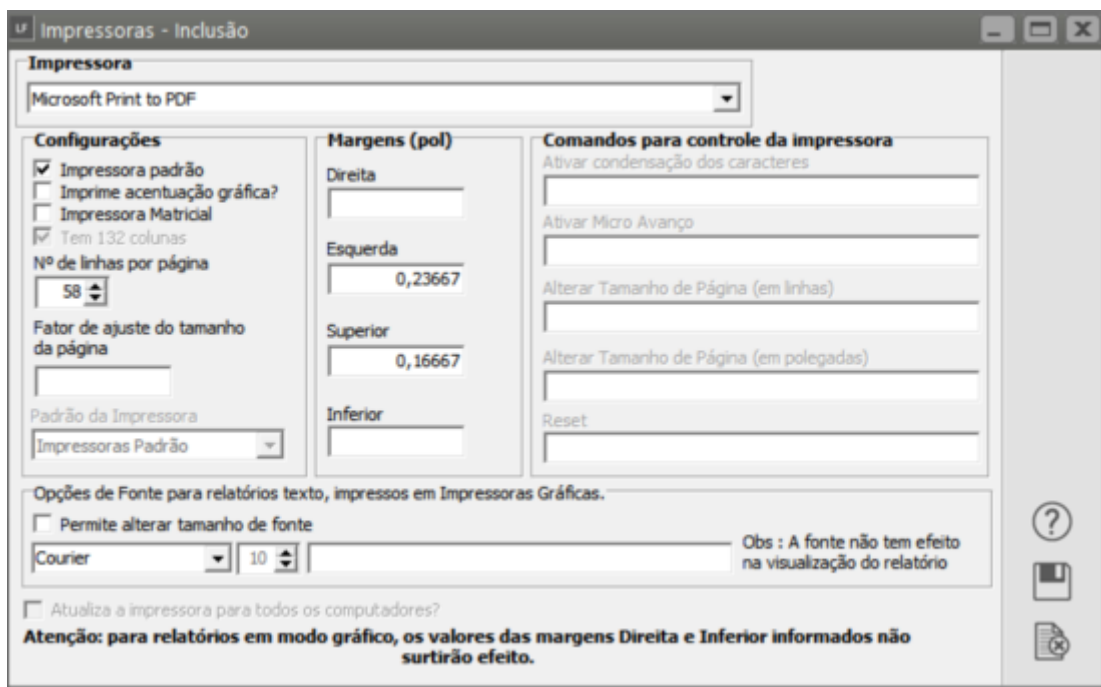 LF Impressoras - Inclusão
Impressora
Microsoft Print to PDF
Configurações
Impressora padrão
Imprime acentuação gráfica?
Impressora Matricial
Tem 132 colunas
Nº de linhas por página
58
Fator de ajuste do tamanho
da página
Padrão da Impressora
Impressoras Padrão
Margens (pol)
Direita
Esquerda
0,23667
Superior
0,16667
Inferior
Comandos para controle da impressora
Ativar condensação dos caracteres
Ativar Micro Avanço
Alterar Tamanho de Página (em linhas)
Alterar Tamanho de Página (em polegadas)
Reset
Opções de Fonte para relatórios texto, impressos em Impressoras Gráficas.
Permite alterar tamanho de fonte
Courier
10
Obs : A fonte não tem efeito
na visualização do relatório
Atualiza a impressora para todos os computadores?
Atenção: para relatórios em modo gráfico, os valores das margens Direita e Inferior informados não
surtirão efeito.